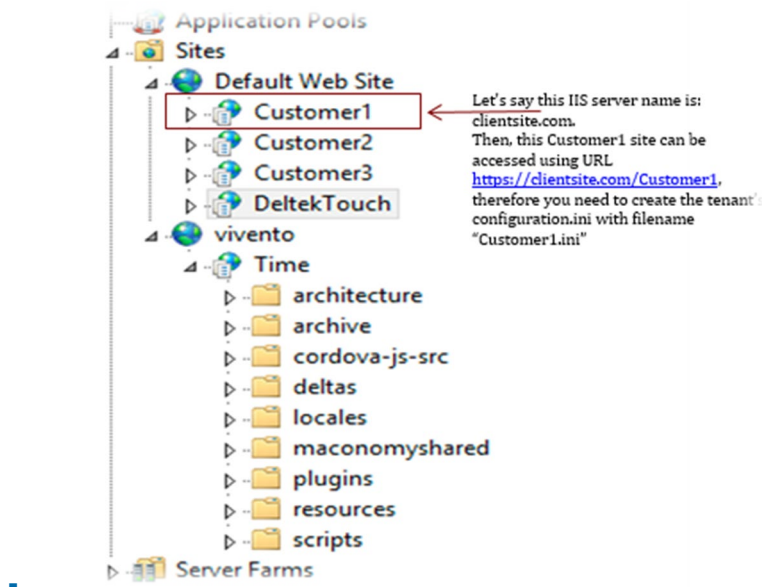 Application Pools
Sites
Default Web Site
Customer1
Customer2
Customer3
DeltekTouch
vivento
Time
architecture
archive
cordova-js-src
deltas
locales
maconomyshared
plugins
resources
scripts
Server Farms
Let's say this IIS server name is:
clientsite.com.
Then, this Customer1 site can be
accessed using URL
https://clientsite.com/Customer1,
therefore you need to create the tenant's
configuration.ini with filename
“Customer1.ini”